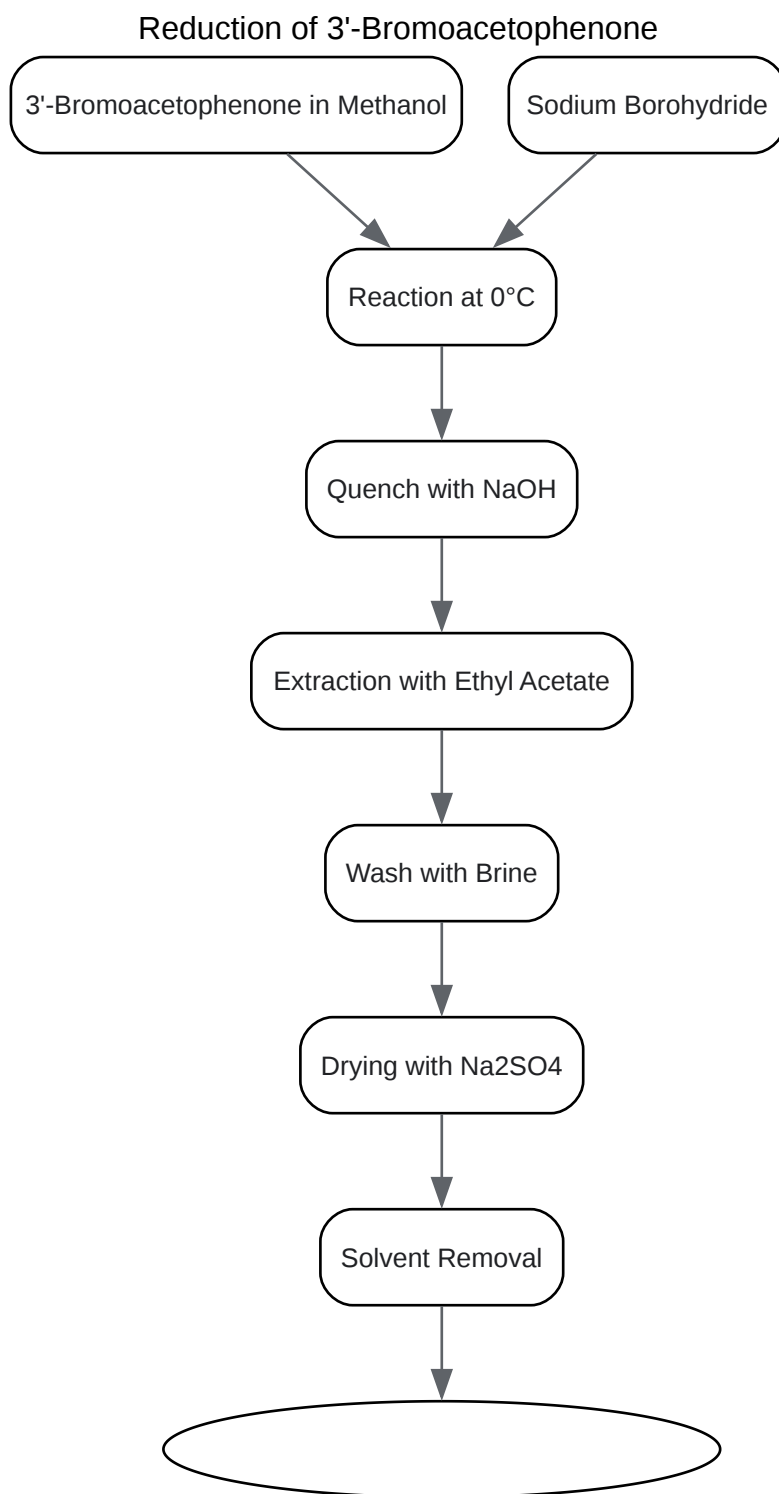 Reduction of 3'-Bromoacetophenone
3'-Bromoacetophenone in Methanol
Sodium Borohydride
Reaction at 0°C
Quench with NaOH
Extraction with Ethyl Acetate
Wash with Brine
Drying with Na2SO4
Solvent Removal